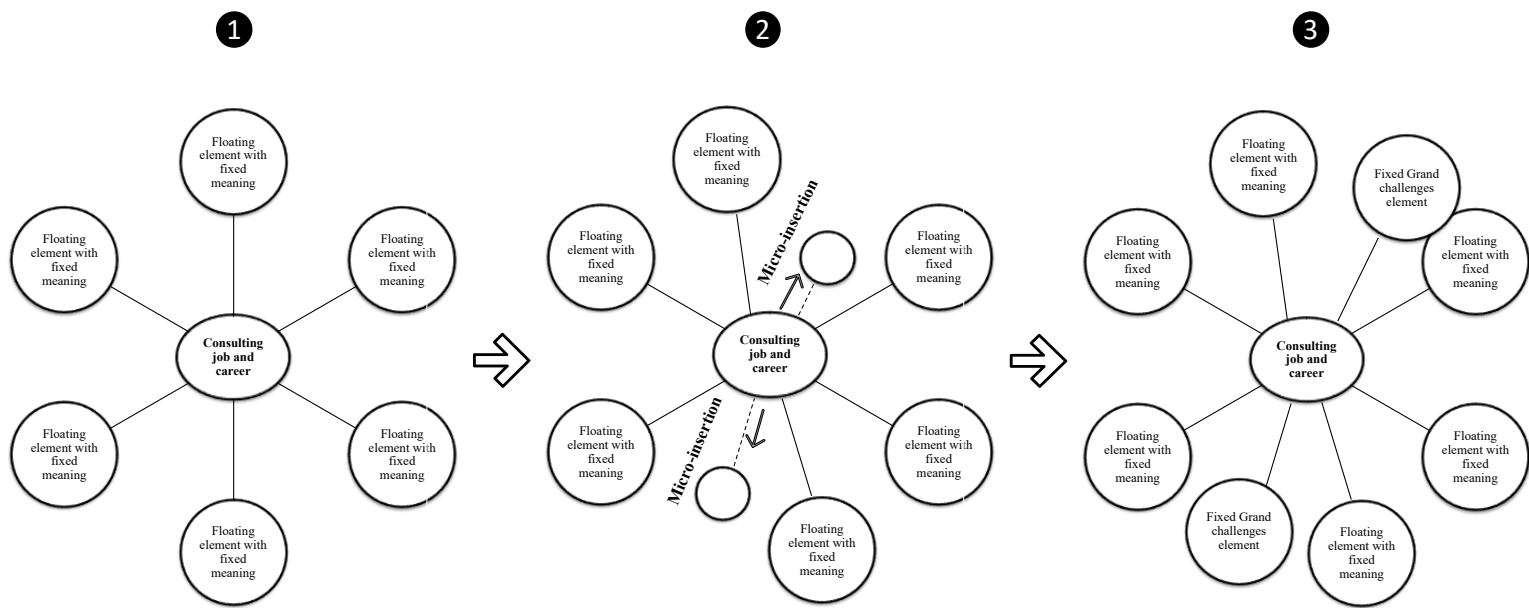 1
2
3
Floating
element with
fixed
meaning
Floating
element with
fixed
meaning
Floating
element with
fixed
meaning
Consulting
job and
career
Floating
element with
fixed
meaning
Floating
element with
fixed
meaning
Floating
element with
fixed
meaning
Floating
element with
fixed
meaning
Micro-insertion
Floating
element with
fixed
meaning
Floating
element with
fixed
meaning
Consulting
job and
career
Floating
element with
fixed
meaning
Micro-insertion
Floating
element with
fixed
meaning
Floating
element with
fixed
meaning
Floating
element with
fixed
meaning
Fixed Grand
challenges
element
Floating
element with
fixed
meaning
Floating
element with
fixed
meaning
Consulting
job and
career
Floating
element with
fixed
meaning
Floating
element with
fixed
meaning
Fixed Grand
challenges
element
Floating
element with
fixed
meaning